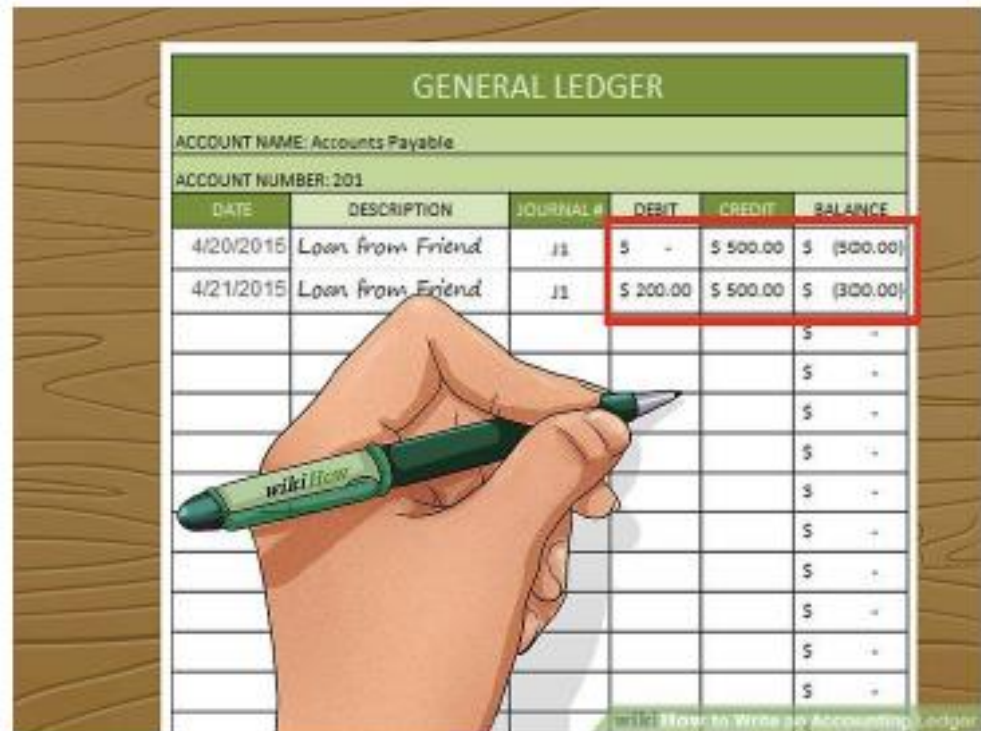 GENERAL LEDGER
ACCOUNT NAME: Accounts Payable
ACCOUNT NUMBER: 201
DATE DESCRIPTION JOURNAL # DEBIT CREDIT BALANCE
4/20/2015 Loan from Friend J1 $ - $ 500.00 $ (500.00)
4/21/2015 Loan from Friend J1 $ 200.00 $ 500.00 $ (300.00)
$ -
$ -
$ -
$ -
$ -
$ -
$ -
$ -
$ -
$ -
wikiHow
wikiHow to Write an Accounting Ledger